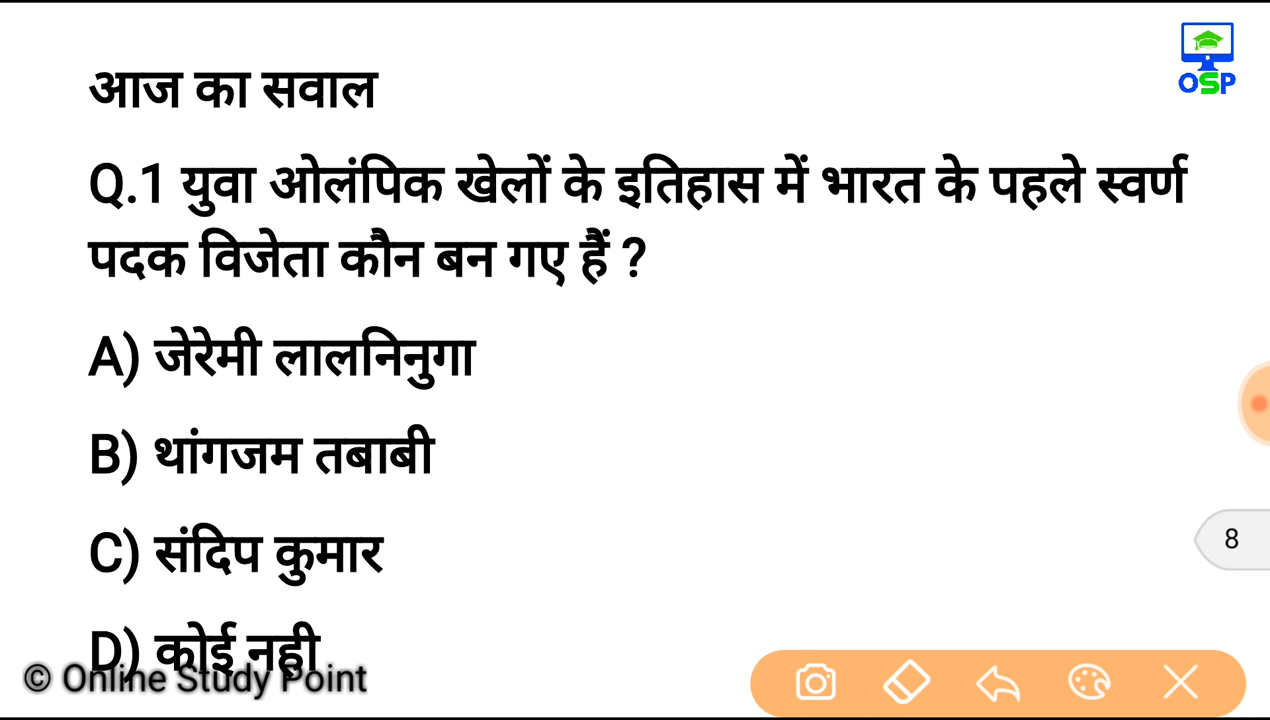 OSP
आज का सवाल
Q.1 युवा ओलंपिक खेलों के इतिहास में भारत के पहले स्वर्ण
पदक विजेता कौन बन गए हैं ?
A) जेरेमी लालनिनुगा
B) थांगजम तबाबी
C) संदिप कुमार
8
D) कोई नही
© Online Study Point